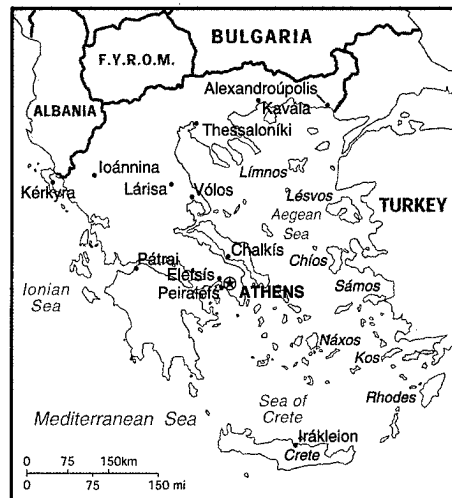 BULGARIA
F.Y.R.O.M.
ALBANIA
Alexandroúpolis
Kavála
Thessaloníki
Límnos
Ioánnina
Kérkyra
Lárisa
Vólos
Lésvos
Aegean
Sea
TURKEY
Chalkís
Chíos
Pátrai
Elefsís
Peiraiéfs
ATHENS
Ionian
Sea
Sámos
Náxos
Kos
Rhodes
Mediterranean Sea
Sea of
Crete
Irákleion
Crete
0 75 150km
0 75 150 mi